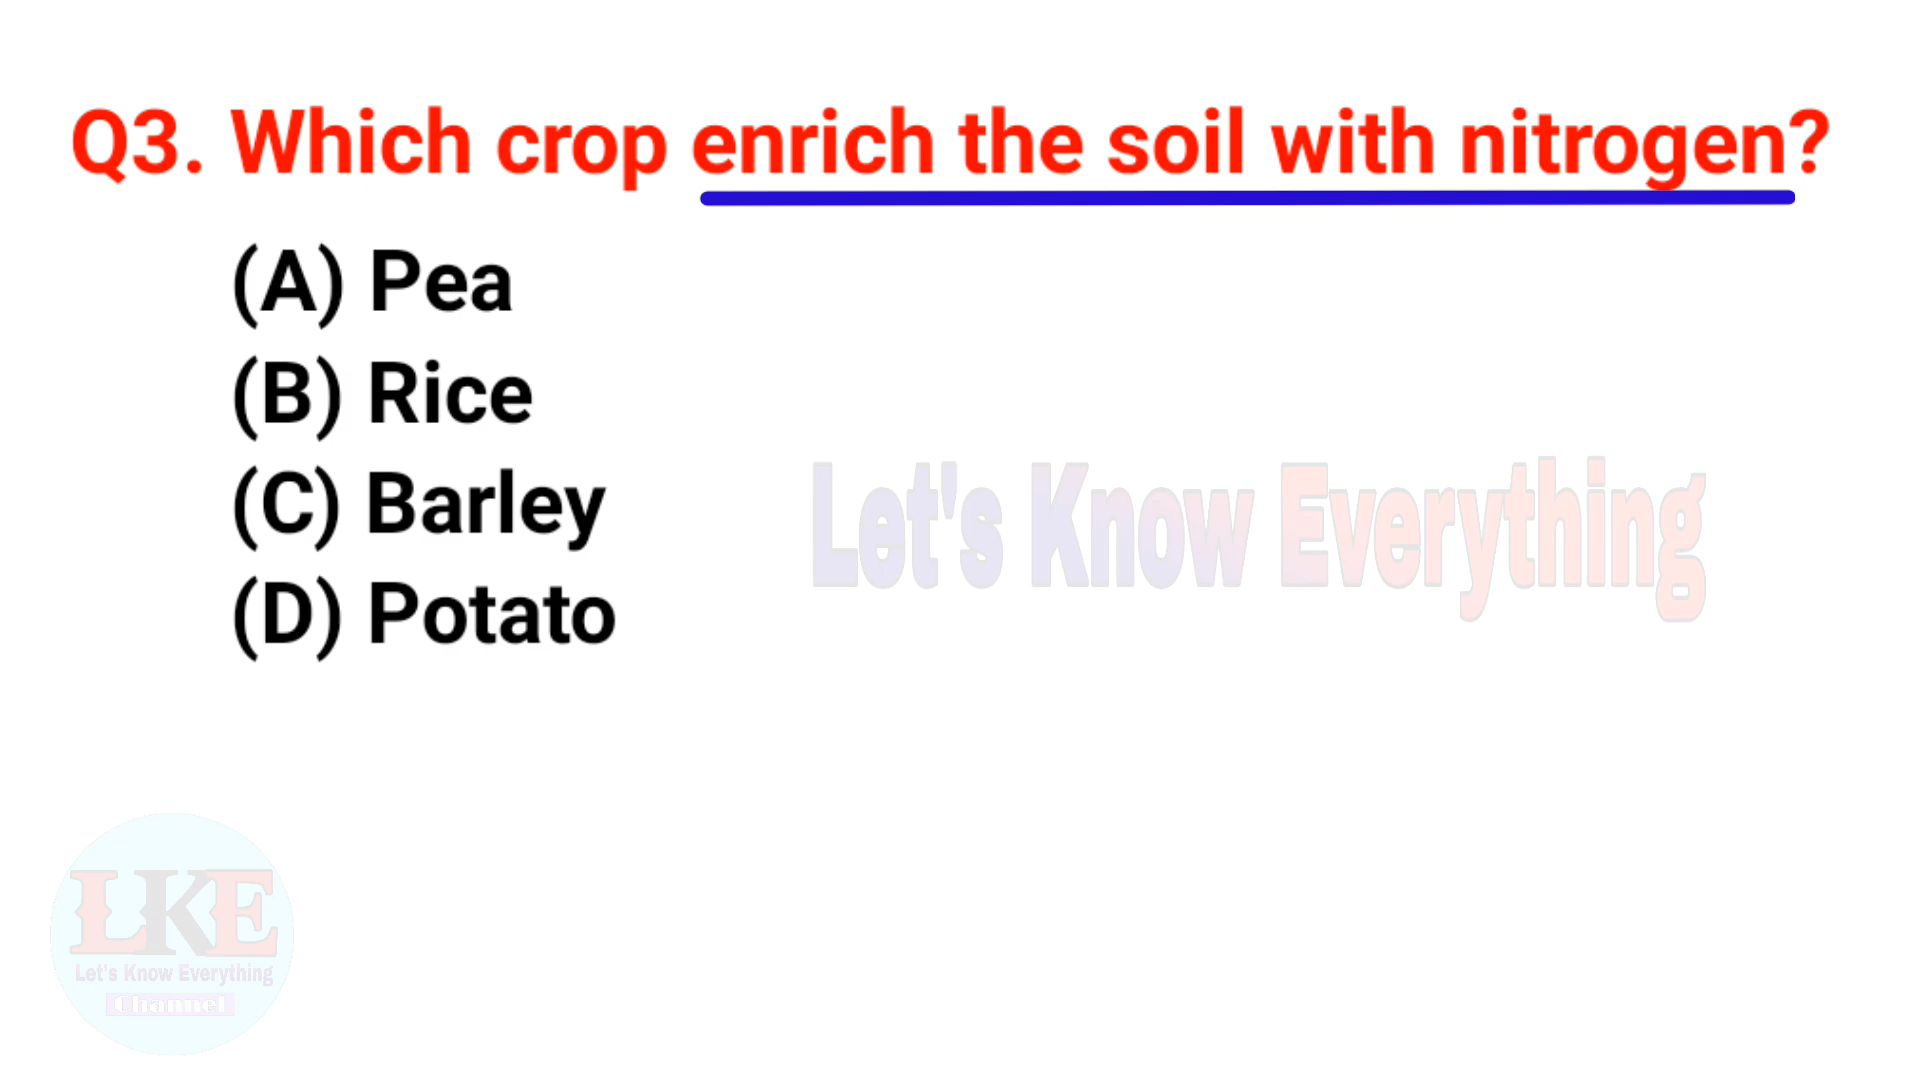 Q3. Which crop enrich the soil with nitrogen?
(A) Pea
(B) Rice
(C) Barley
(D) Potato
Let's Know Everything
LKE
Let's Know Everything
Channel